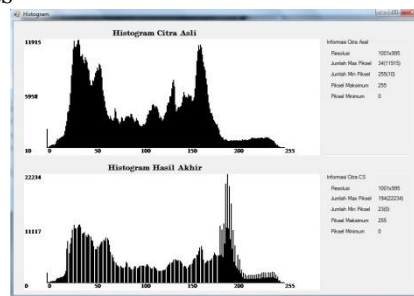 Histogram
Histogram Citra Asli
11915
5958
10
0 50 100 150 200 255
Informasi Citra Asal
Resolusi 1001x995
Jumlah Max Piksel 34(11915)
Jumlah Min Piksel 255(10)
Piksel Maksimum 255
Piksel Minimum 0
Histogram Hasil Akhir
22234
11117
0
0 50 100 150 200 255
Informasi Citra CS
Resolusi 1001x995
Jumlah Max Piksel 194(22234)
Jumlah Min Piksel 23(0)
Piksel Maksimum 255
Piksel Minimum 0